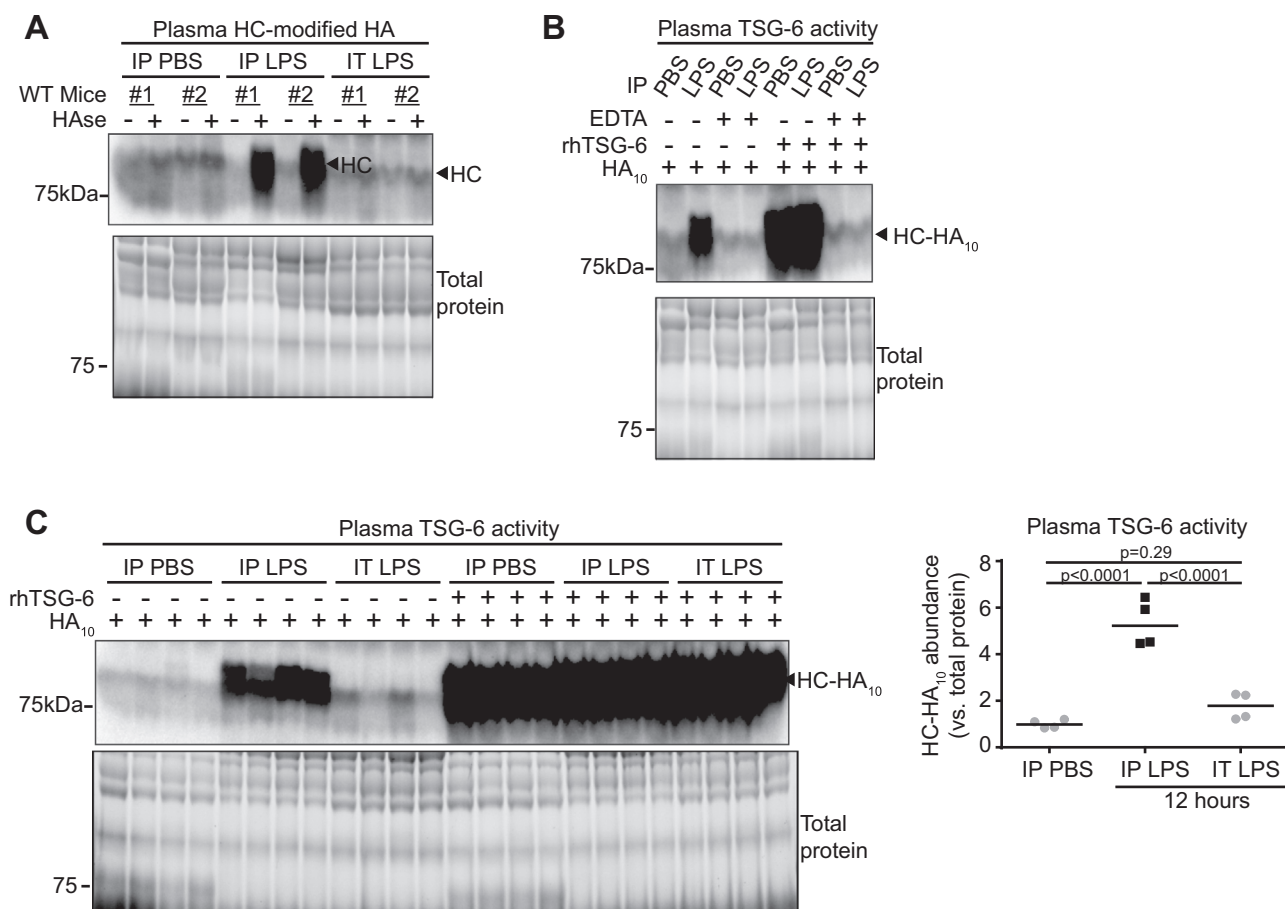 A
Plasma HC-modified HA
IP PBS IP LPS IT LPS
WT Mice #1 #2 #1 #2 #1 #2
HAse - + - + - + - + - + - +
◄HC ◄HC
75kDa
Total
protein
75
B
Plasma TSG-6 activity
IP PBS LPS PBS LPS PBS LPS PBS LPS
EDTA - - + + - - + +
rhTSG-6 - - - - + + + +
HA10 + + + + + + + +
◄HC-HA10
75kDa
Total
protein
75
C
Plasma TSG-6 activity
IP PBS IP LPS IT LPS IP PBS IP LPS IT LPS
rhTSG-6 - - - - - - - - - - - - + + + + + + + + + + + +
HA10 + + + + + + + + + + + + + + + + + + + + + + + +
◄HC-HA10
75kDa
Total
protein
75
Plasma TSG-6 activity
p=0.29
p<0.0001 p<0.0001
HC-HA10 abundance
(vs. total protein)
8
6
4
2
0
IP PBS IP LPS IT LPS
12 hours